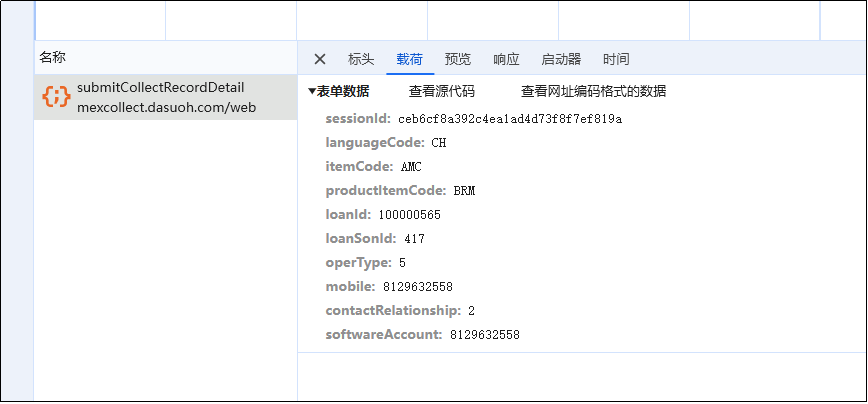 名称
标头 载荷 预览 响应 启动器 时间
submitCollectRecordDetail
mexcollect.dasuoh.com/web
▼表单数据 查看源代码 查看网址编码格式的数据
sessionId: ceb6cf8a392c4ea1ad4d73f8f7ef819a
languageCode: CH
itemCode: AMC
productItemCode: BRM
loanId: 100000565
loanSonId: 417
operType: 5
mobile: 8129632558
contactRelationship: 2
softwareAccount: 8129632558